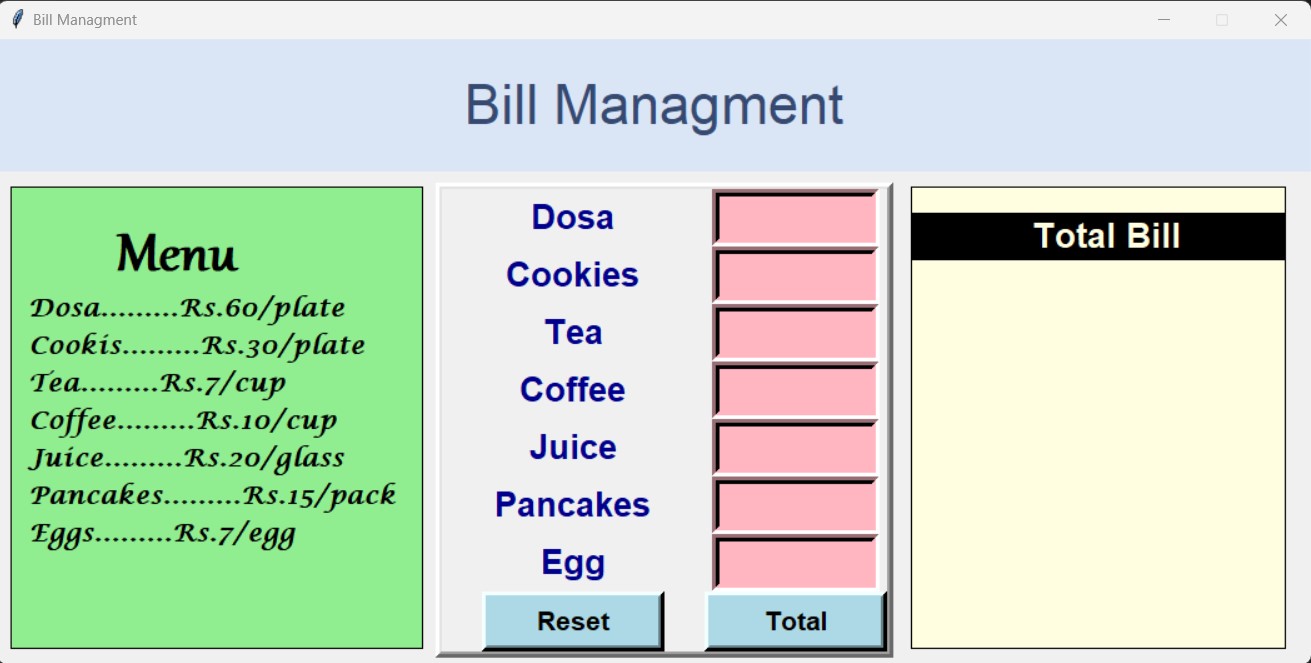 Bill Managment
Bill Managment
Menu
Dosa.........Rs.60/plate
Cookis.........Rs.30/plate
Tea.........Rs.7/cup
Coffee.........Rs.10/cup
Juice.........Rs.20/glass
Pancakes.........Rs.15/pack
Eggs.........Rs.7/egg
Dosa
Cookies
Tea
Coffee
Juice
Pancakes
Egg
Reset
Total
Total Bill